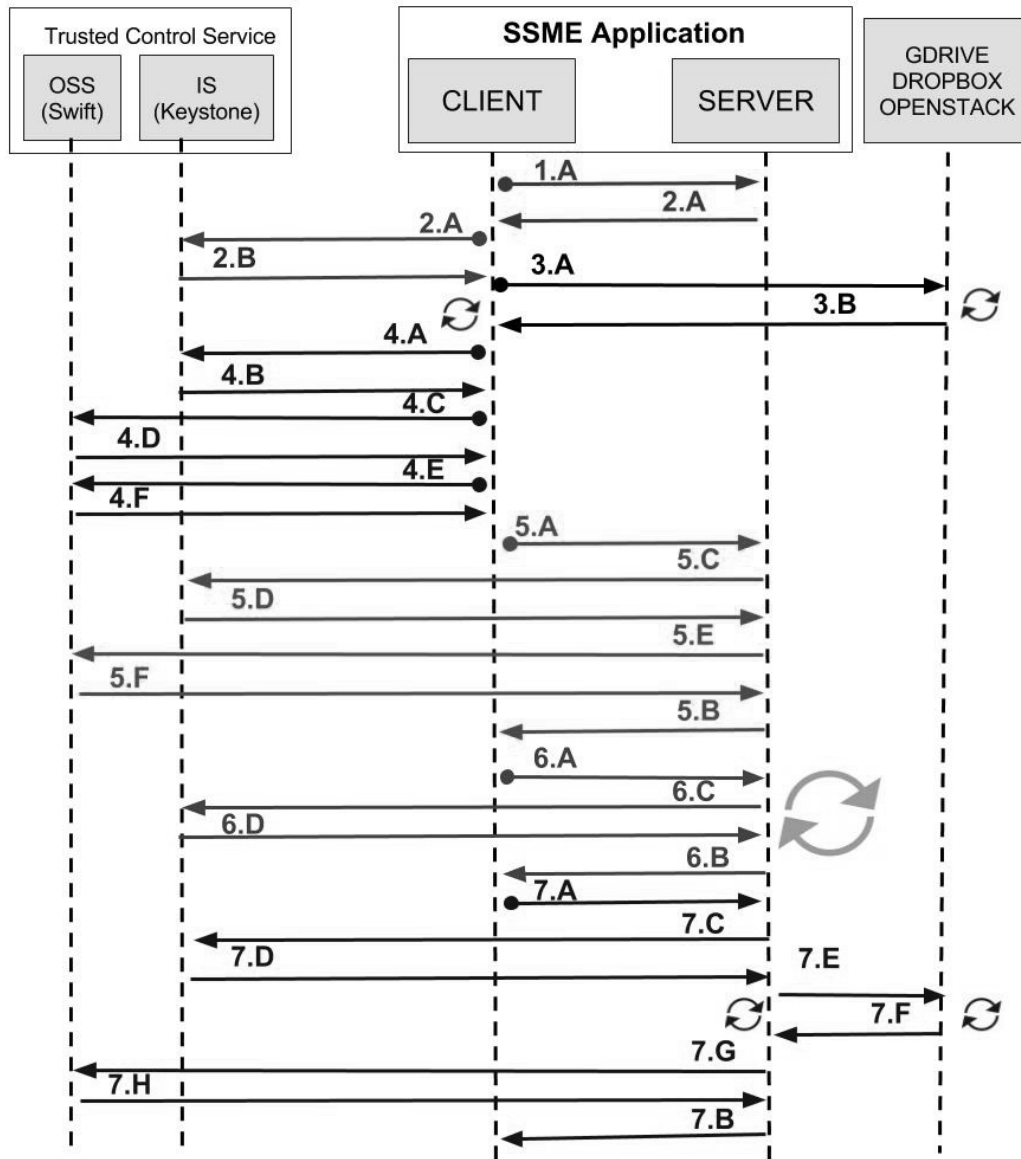 Trusted Control Service
OSS
(Swift)
IS
(Keystone)
SSME Application
CLIENT
SERVER
GDRIVE
DROPBOX
OPENSTACK
1.A
2.A
2.A
2.B
3.A
3.B
4.A
4.B
4.C
4.D
4.E
4.F
5.A
5.C
5.D
5.E
5.F
5.B
6.A
6.C
6.D
6.B
7.A
7.C
7.D
7.E
7.F
7.G
7.H
7.B